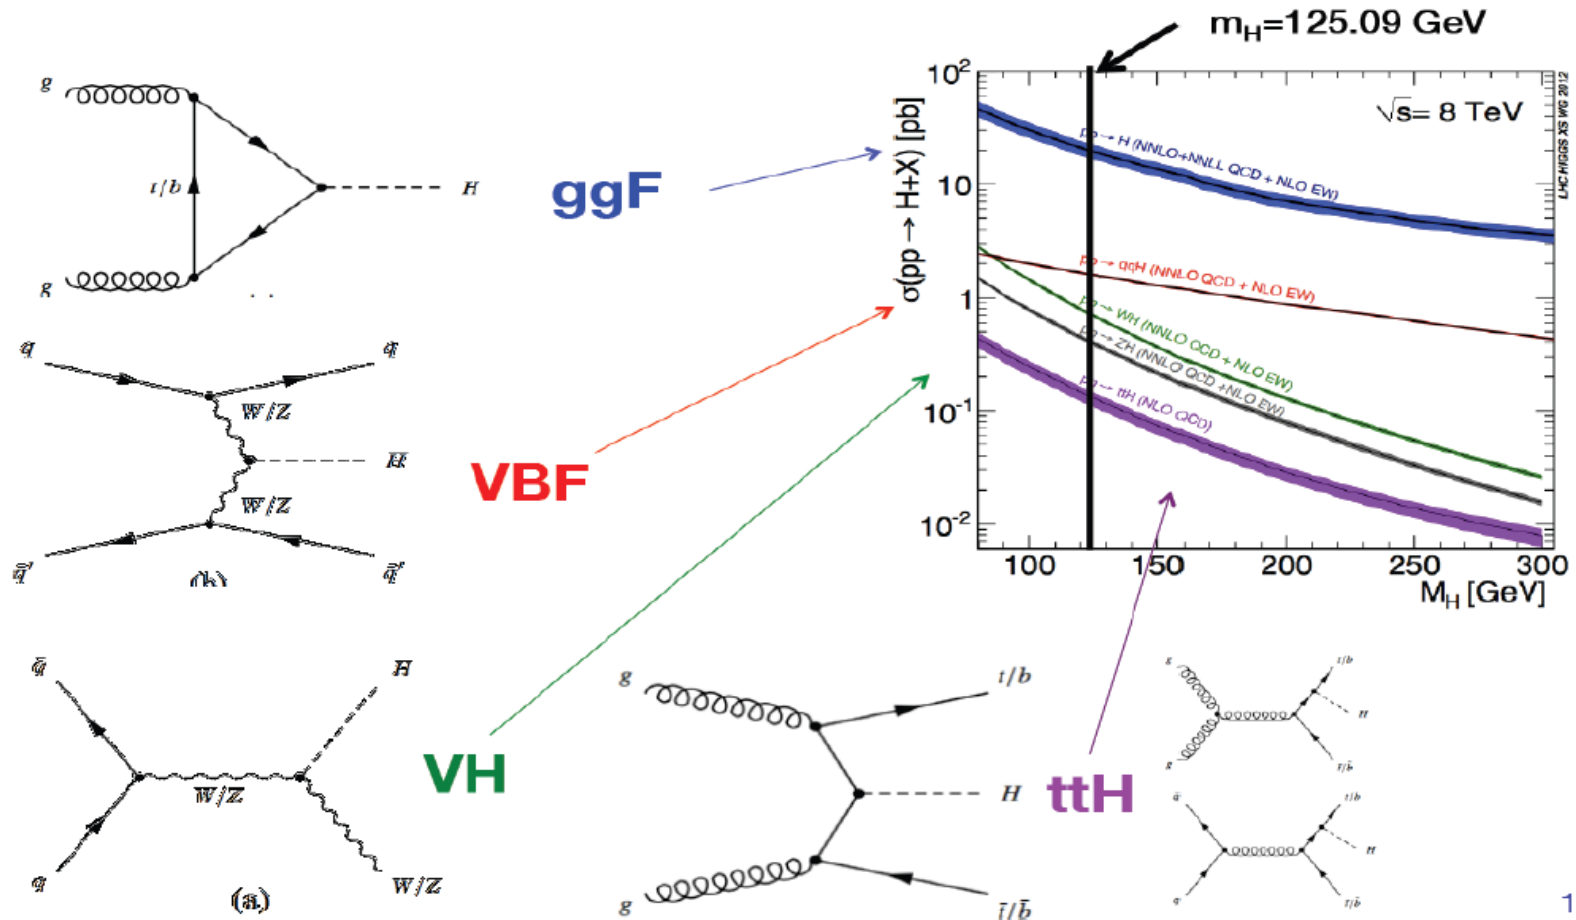 m_H=125.09 GeV
g
t/b
H
g
ggF
10²
10
1
10⁻¹
10⁻²
σ(pp → H+X) [pb]
√s= 8 TeV
LHC HIGGS XS WG 2012
pp → H (NNLO+NNLL QCD + NLO EW)
pp → qqH (NNLO QCD + NLO EW)
pp → WH (NNLO QCD + NLO EW)
pp → ZH (NNLO QCD +NLO EW)
pp → ttH (NLO QCD)
100
150
200
250
300
M_H [GeV]
q
q
W/Z
H
W/Z
q̄'
q̄'
(b)
VBF
q̄
H
W/Z
q
W/Z
(a)
VH
g
t/b
H
g
t̄/b̄
ttH
g
t/b
H
g
t̄/b̄
q̄
t/b
H
q
t̄/b̄
1